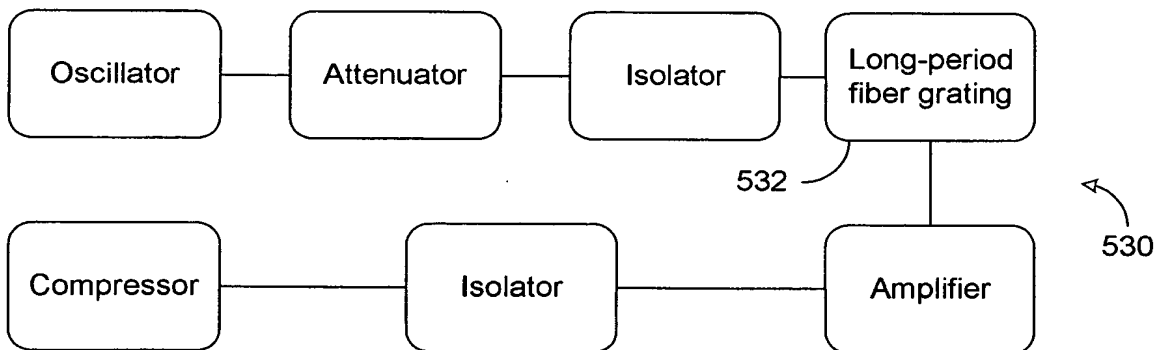 Oscillator
Attenuator
Isolator
Long-period
fiber grating
532
530
Compressor
Isolator
Amplifier